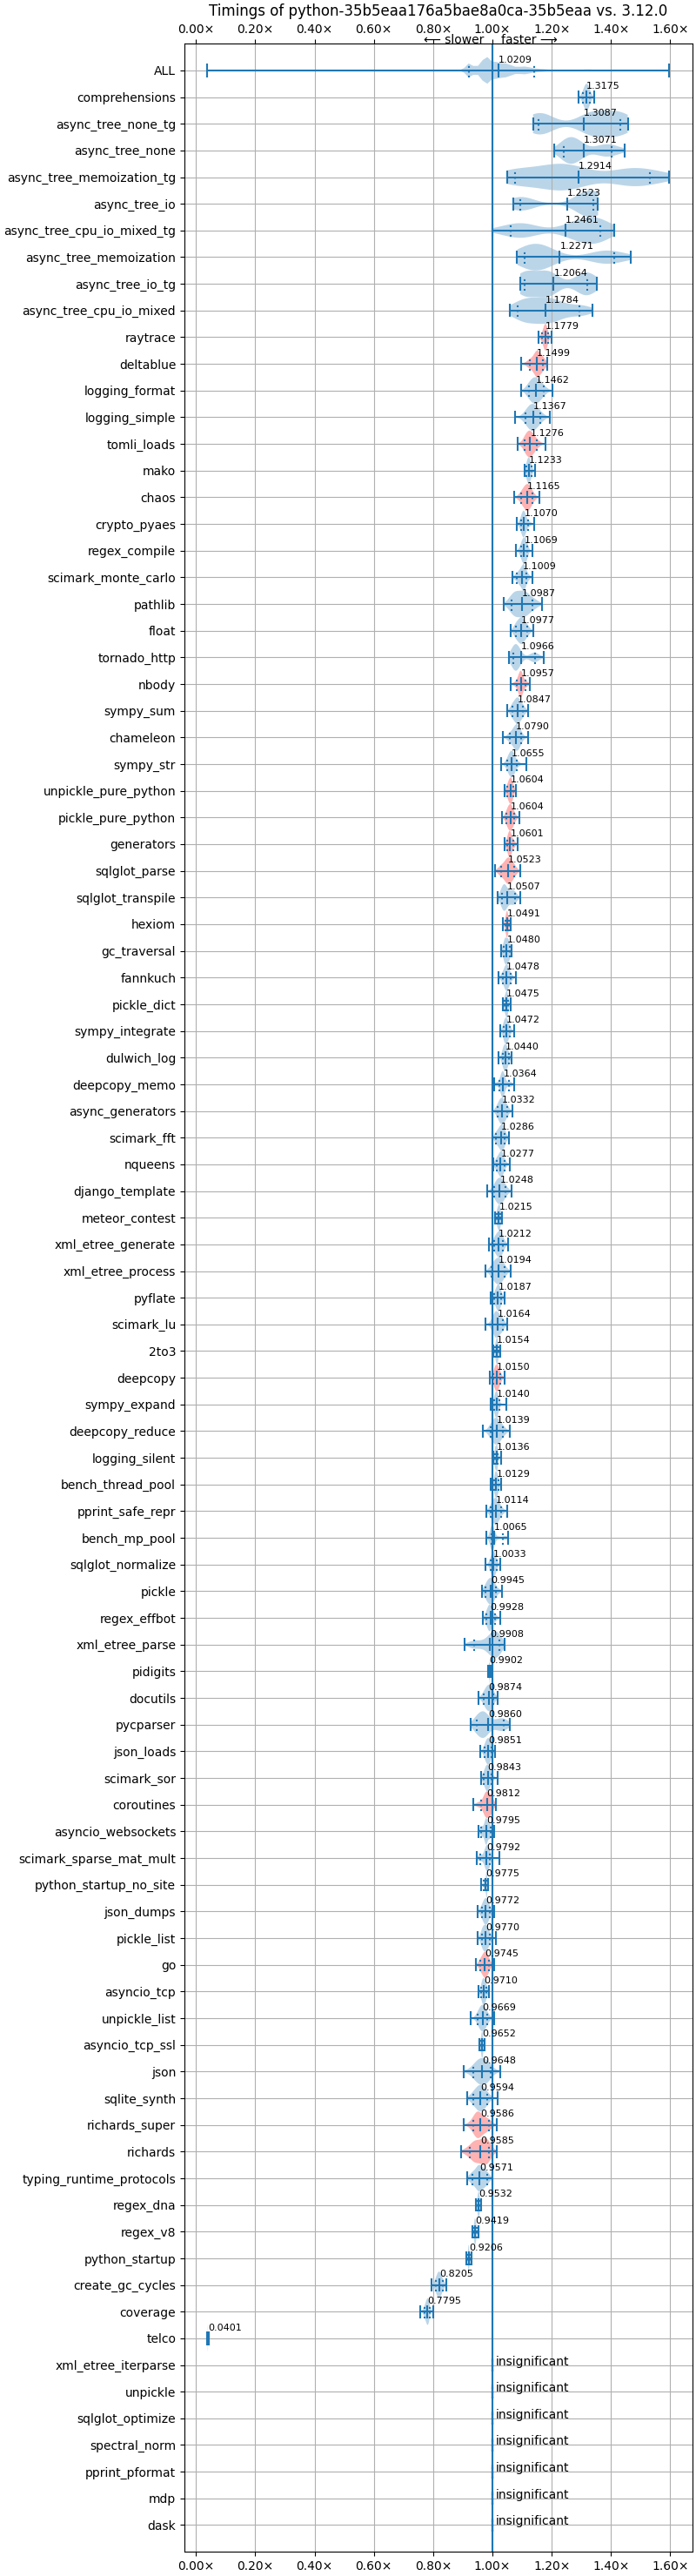 Timings of python-35b5eaa176a5bae8a0ca-35b5eaa vs. 3.12.0
0.00× 0.20× 0.40× 0.60× 0.80× 1.00× 1.20× 1.40× 1.60×
⟵ slower faster ⟶
ALL 1.0209
comprehensions 1.3175
async_tree_none_tg 1.3087
async_tree_none 1.3071
async_tree_memoization_tg 1.2914
async_tree_io 1.2523
async_tree_cpu_io_mixed_tg 1.2461
async_tree_memoization 1.2271
async_tree_io_tg 1.2064
async_tree_cpu_io_mixed 1.1784
raytrace 1.1779
deltablue 1.1499
logging_format 1.1462
logging_simple 1.1367
tomli_loads 1.1276
mako 1.1233
chaos 1.1165
crypto_pyaes 1.1070
regex_compile 1.1069
scimark_monte_carlo 1.1009
pathlib 1.0987
float 1.0977
tornado_http 1.0966
nbody 1.0957
sympy_sum 1.0847
chameleon 1.0790
sympy_str 1.0655
unpickle_pure_python 1.0604
pickle_pure_python 1.0604
generators 1.0601
sqlglot_parse 1.0523
sqlglot_transpile 1.0507
hexiom 1.0491
gc_traversal 1.0480
fannkuch 1.0478
pickle_dict 1.0475
sympy_integrate 1.0472
dulwich_log 1.0440
deepcopy_memo 1.0364
async_generators 1.0332
scimark_fft 1.0286
nqueens 1.0277
django_template 1.0248
meteor_contest 1.0215
xml_etree_generate 1.0212
xml_etree_process 1.0194
pyflate 1.0187
scimark_lu 1.0164
2to3 1.0154
deepcopy 1.0150
sympy_expand 1.0140
deepcopy_reduce 1.0139
logging_silent 1.0136
bench_thread_pool 1.0129
pprint_safe_repr 1.0114
bench_mp_pool 1.0065
sqlglot_normalize 1.0033
pickle 0.9945
regex_effbot 0.9928
xml_etree_parse 0.9908
pidigits 0.9902
docutils 0.9874
pycparser 0.9860
json_loads 0.9851
scimark_sor 0.9843
coroutines 0.9812
asyncio_websockets 0.9795
scimark_sparse_mat_mult 0.9792
python_startup_no_site 0.9775
json_dumps 0.9772
pickle_list 0.9770
go 0.9745
asyncio_tcp 0.9710
unpickle_list 0.9669
asyncio_tcp_ssl 0.9652
json 0.9648
sqlite_synth 0.9594
richards_super 0.9586
richards 0.9585
typing_runtime_protocols 0.9571
regex_dna 0.9532
regex_v8 0.9419
python_startup 0.9206
create_gc_cycles 0.8205
coverage 0.7795
telco 0.0401
xml_etree_iterparse insignificant
unpickle insignificant
sqlglot_optimize insignificant
spectral_norm insignificant
pprint_pformat insignificant
mdp insignificant
dask insignificant
0.00× 0.20× 0.40× 0.60× 0.80× 1.00× 1.20× 1.40× 1.60×